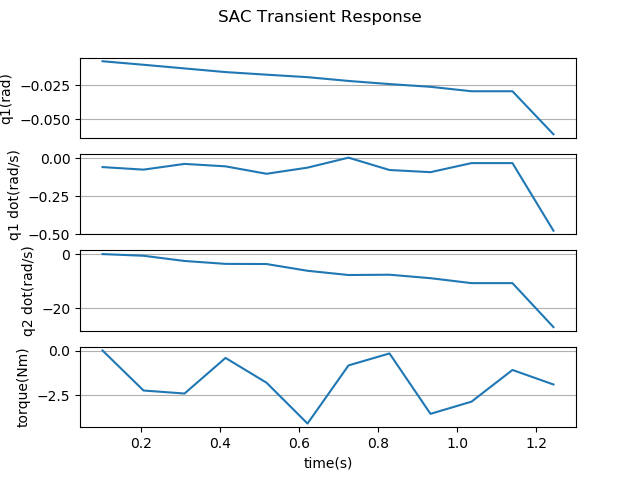 SAC Transient Response
q1(rad)
−0.025
−0.050
q1 dot(rad/s)
0.00
−0.25
−0.50
q2 dot(rad/s)
0
−20
torque(Nm)
0.0
−2.5
0.2 0.4 0.6 0.8 1.0 1.2
time(s)